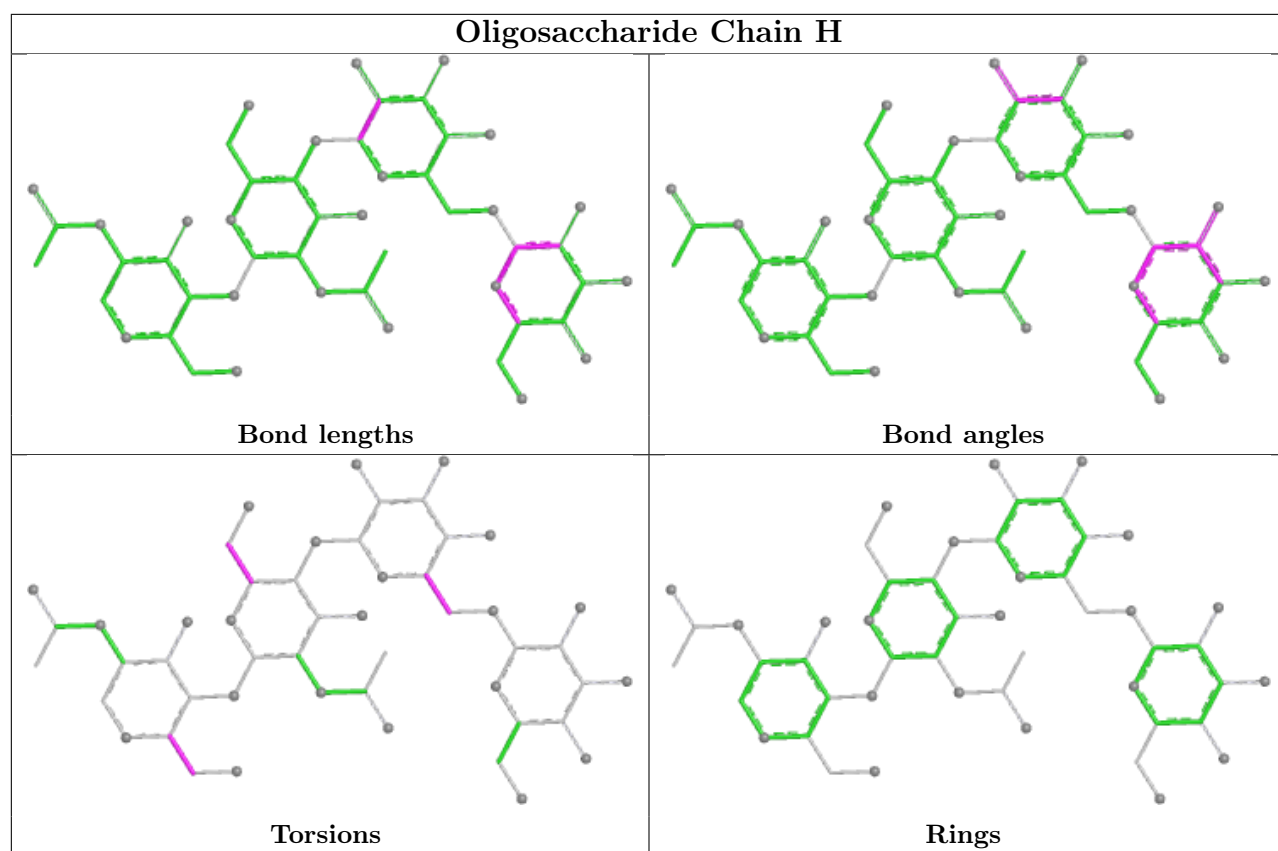 Oligosaccharide Chain H
Bond lengths
Bond angles
Torsions
Rings